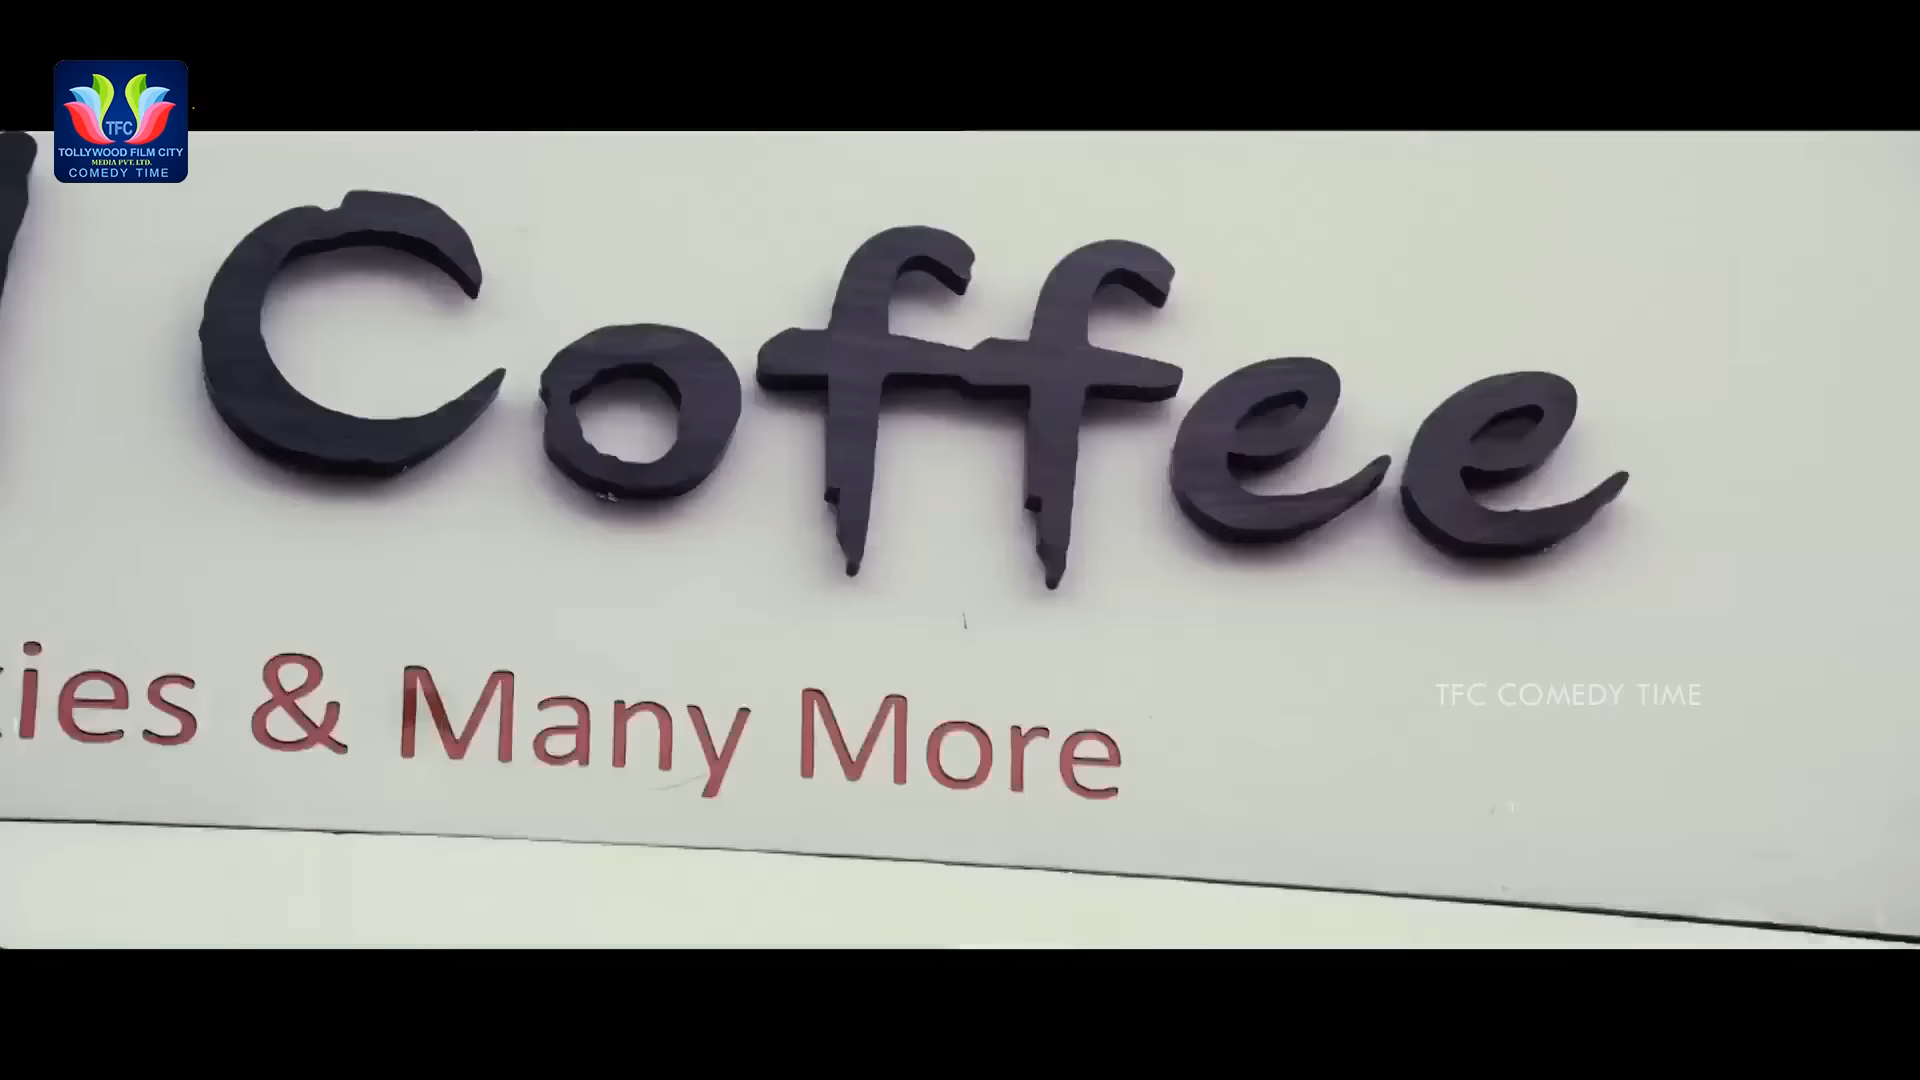 TFC
TOLLYWOOD FILM CITY
MEDIA PVT. LTD.
COMEDY TIME
Coffee
& Many More
TFC COMEDY TIME